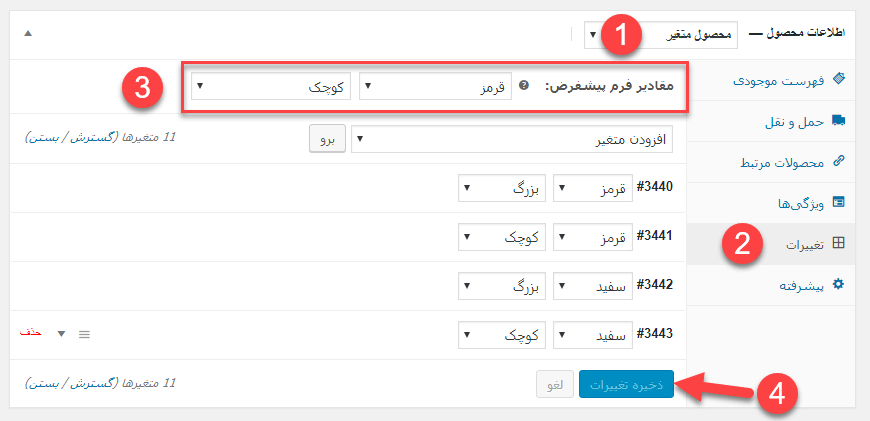 اطلاعات محصول — محصول متغیر 1
مقادیر فرم پیشفرض: قرمز کوچک 3
فهرست موجودی
حمل و نقل
محصولات مرتبط
ویژگی‌ها
2 تغییرات
پیشرفته
افزودن متغیر برو 11 متغیرها (گسترش / بستن)
#3440 قرمز بزرگ
#3441 قرمز کوچک
#3442 سفید بزرگ
#3443 سفید کوچک حذف
ذخیره تغییرات لغو 11 متغیرها (گسترش / بستن)
4